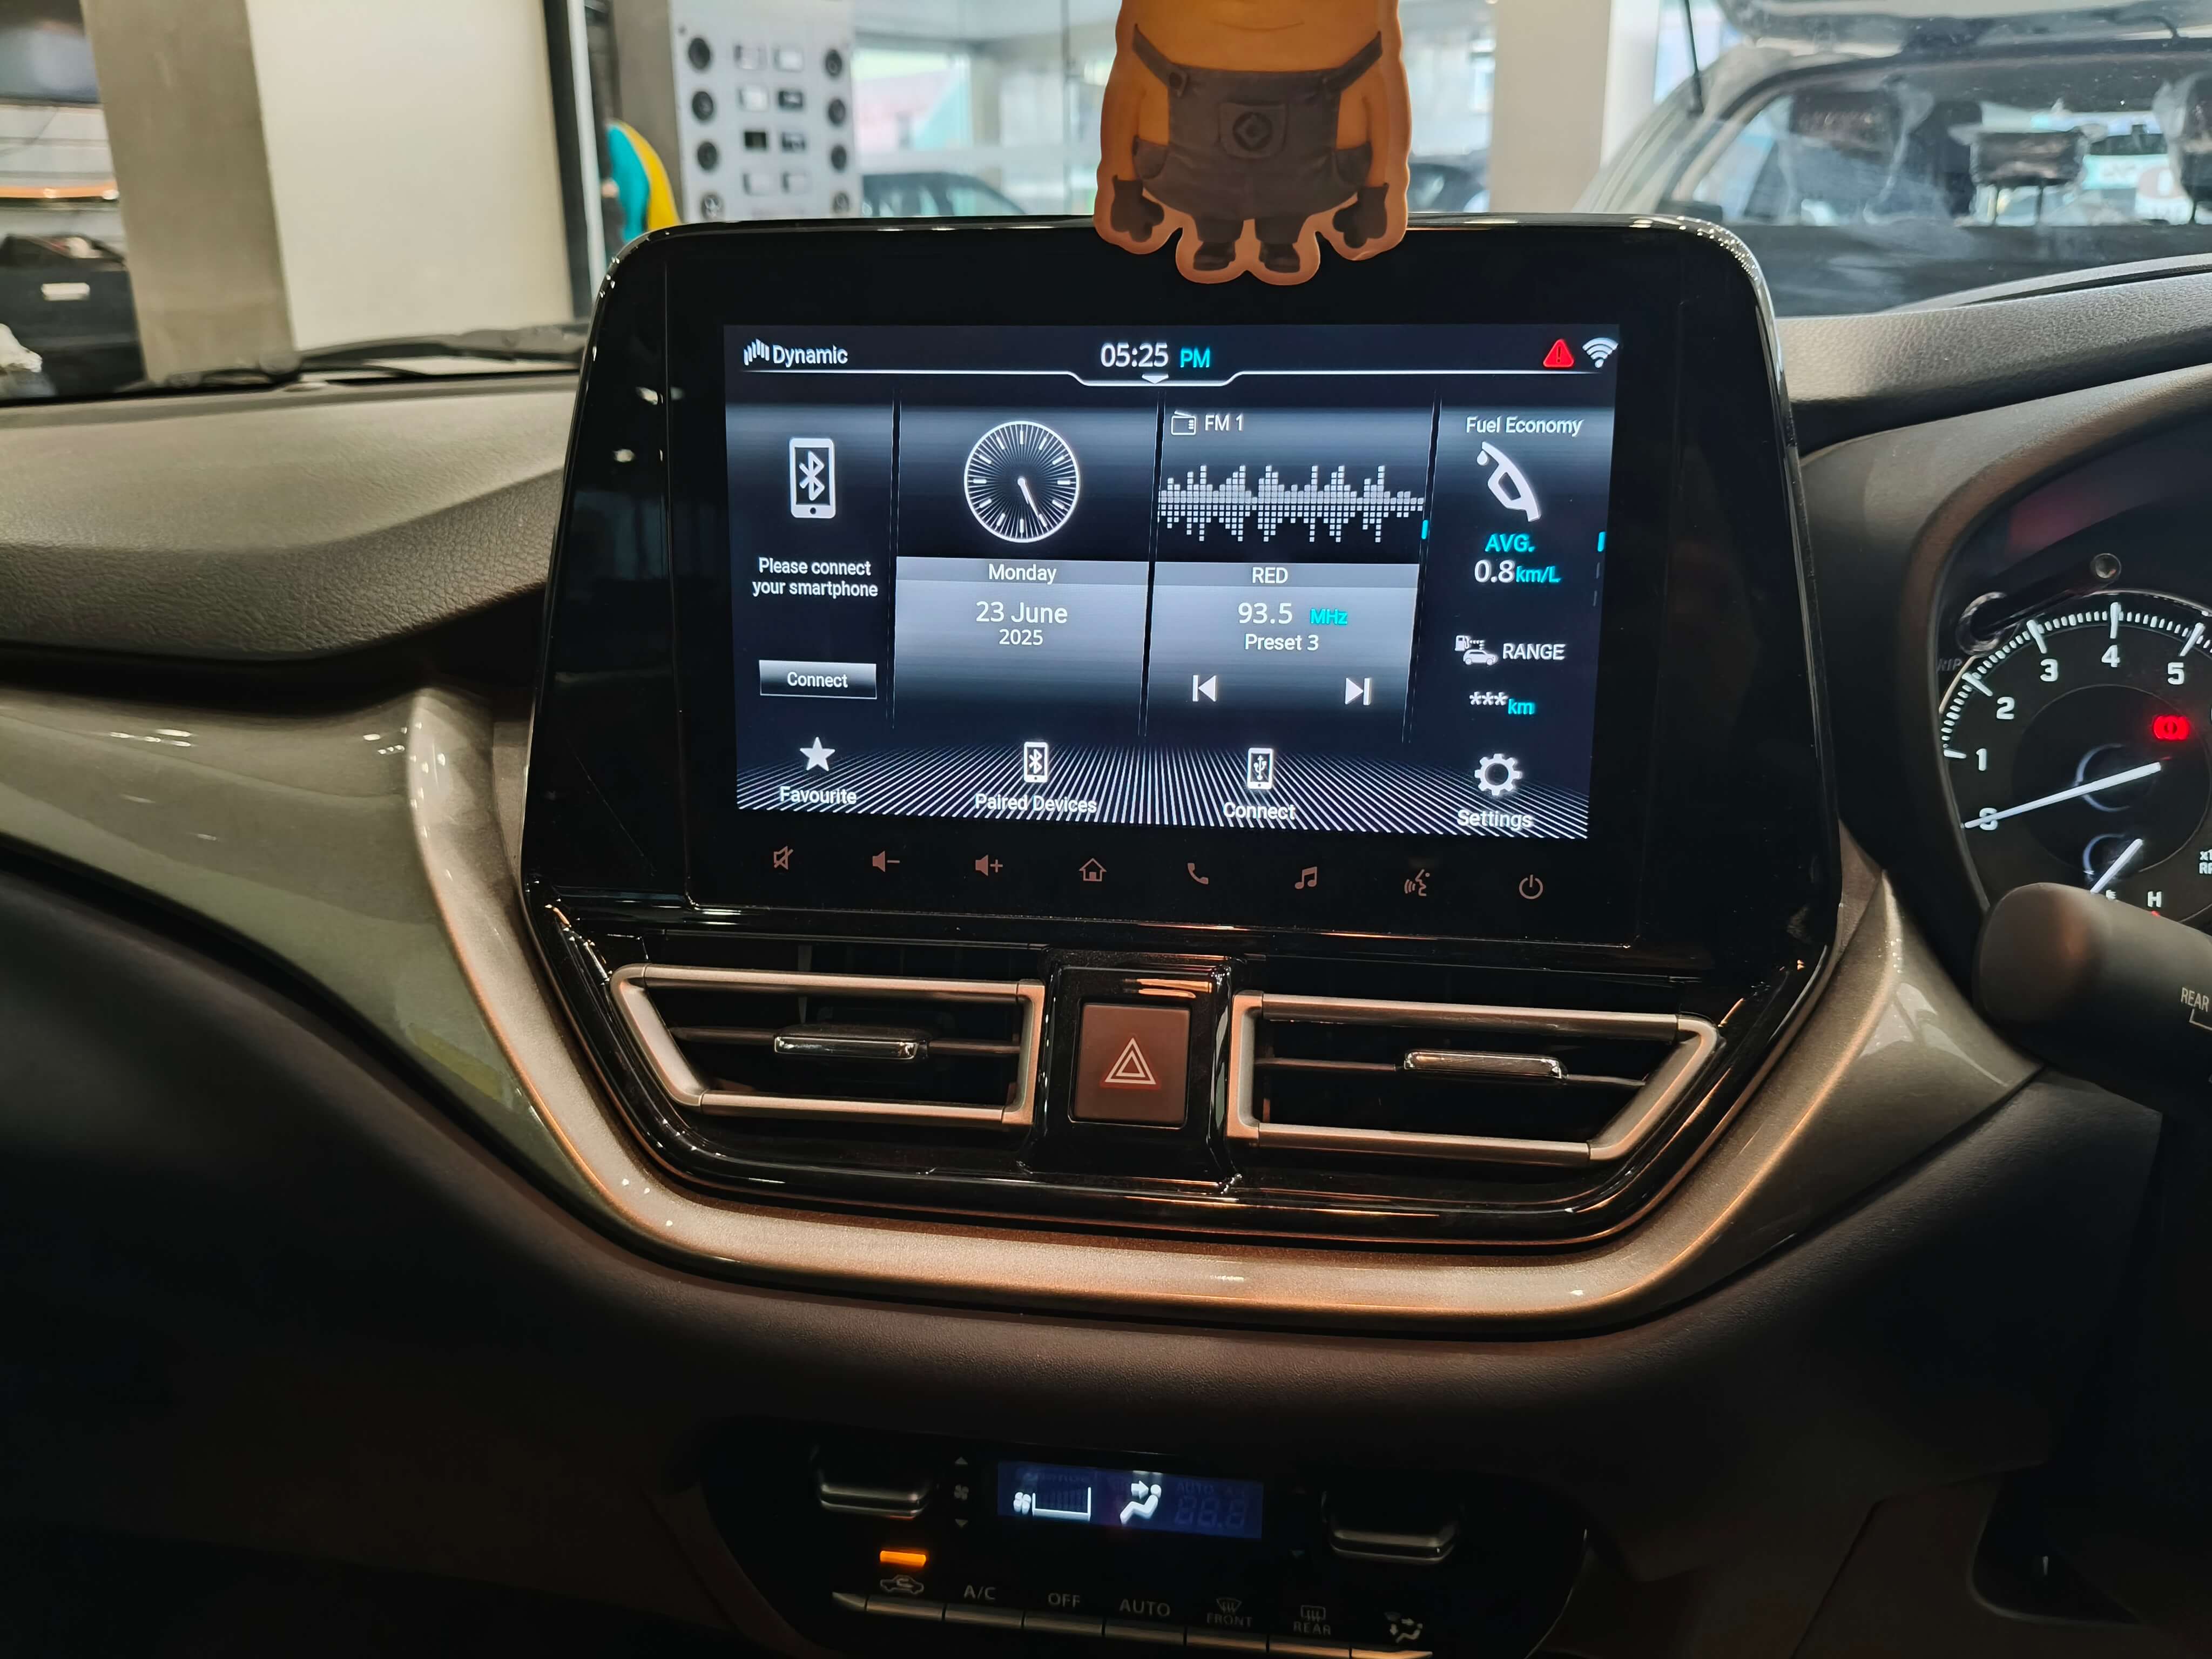 Dynamic
05:25 PM
Please connect
your smartphone
Connect
Monday
23 June
2025
FM 1
RED
93.5 MHz
Preset 3
Fuel Economy
AVG.
0.8km/L
RANGE
***km
Favourite
Paired Devices
Connect
Settings
1
2
3
4
5
H
REAR
A/C
OFF
AUTO
FRONT
REAR